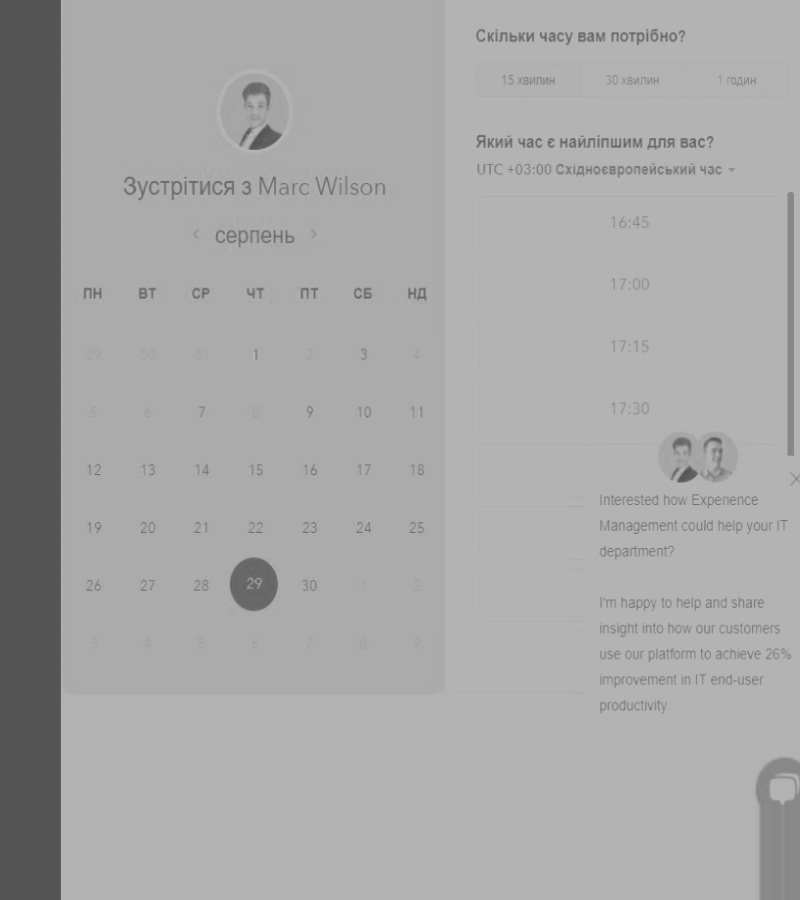 Зустрітися з Marc Wilson
серпень
ПН ВТ СР ЧТ ПТ СБ НД
29 30 31 1 2 3 4
5 6 7 8 9 10 11
12 13 14 15 16 17 18
19 20 21 22 23 24 25
26 27 28 29 30 1 2
3 4 5 6 7 8 9
Скільки часу вам потрібно?
15 хвилин 30 хвилин 1 годин
Який час є найліпшим для вас?
UTC +03:00 Східноєвропейський час
16:45
17:00
17:15
17:30
Interested how Experience
Management could help your IT
department?
I'm happy to help and share
insight into how our customers
use our platform to achieve 26%
improvement in IT end-user
productivity.